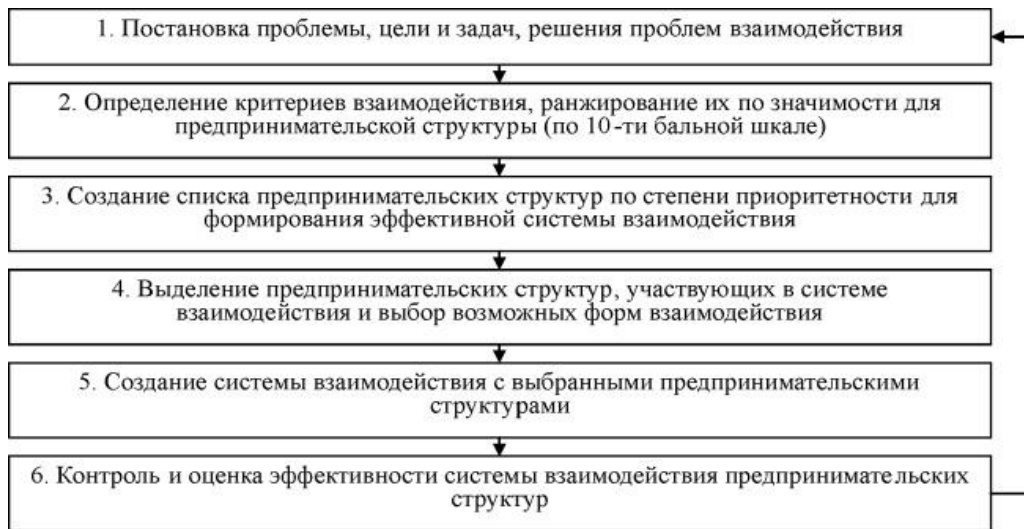 1. Постановка проблемы, цели и задач, решения проблем взаимодействия
2. Определение критериев взаимодействия, ранжирование их по значимости для
предпринимательской структуры (по 10-ти бальной шкале)
3. Создание списка предпринимательских структур по степени приоритетности для
формирования эффективной системы взаимодействия
4. Выделение предпринимательских структур, участвующих в системе
взаимодействия и выбор возможных форм взаимодействия
5. Создание системы взаимодействия с выбранными предпринимательскими
структурами
6. Контроль и оценка эффективности системы взаимодействия предпринимательских
структур